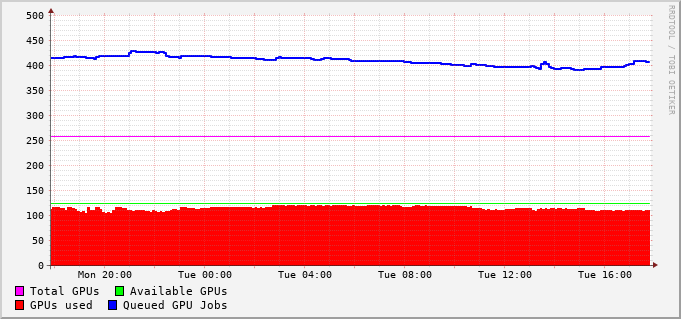 500
450
400
350
300
250
200
150
100
50
0
Mon 20:00 Tue 00:00 Tue 04:00 Tue 08:00 Tue 12:00 Tue 16:00
Total GPUs Available GPUs
GPUs used Queued GPU Jobs
RRDTOOL / TOBI OETIKER